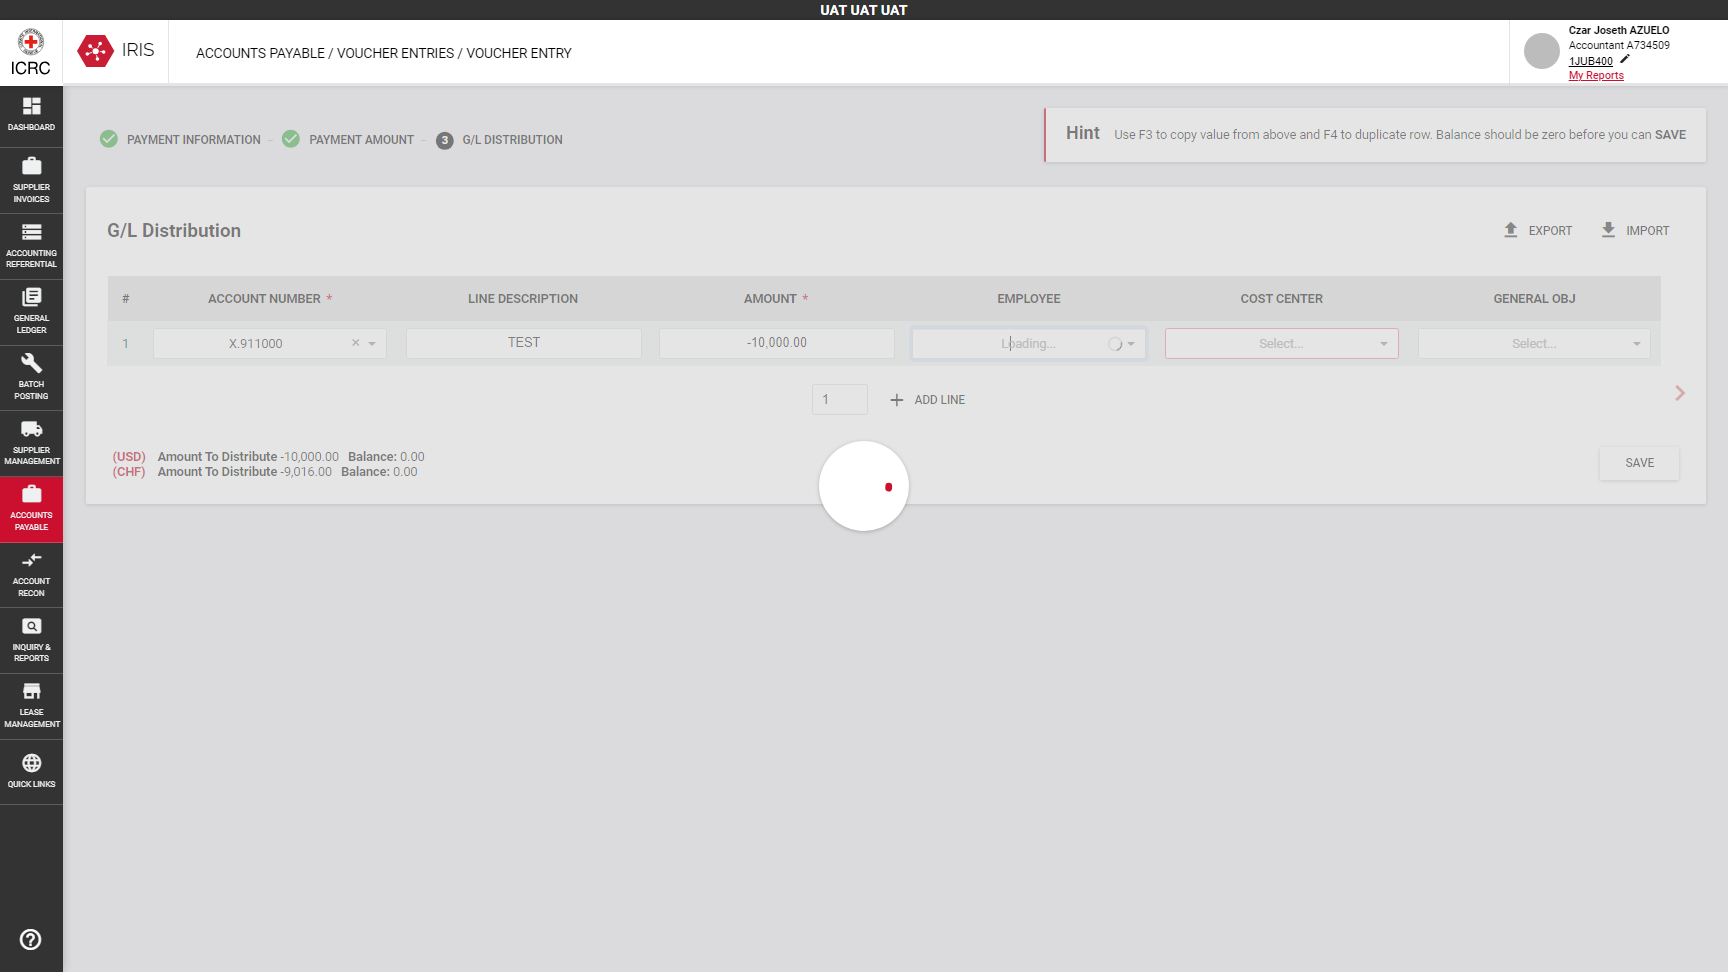 UAT UAT UAT
ICRC
IRIS
ACCOUNTS PAYABLE / VOUCHER ENTRIES / VOUCHER ENTRY
Czar Joseth AZUELO
Accountant A734509
1JUB400
My Reports
DASHBOARD
SUPPLIER
INVOICES
ACCOUNTING
REFERENTIAL
GENERAL
LEDGER
BATCH
POSTING
SUPPLIER
MANAGEMENT
ACCOUNTS
PAYABLE
ACCOUNT
RECON
INQUIRY &
REPORTS
LEASE
MANAGEMENT
QUICK LINKS
PAYMENT INFORMATION
PAYMENT AMOUNT
3 G/L DISTRIBUTION
Hint Use F3 to copy value from above and F4 to duplicate row. Balance should be zero before you can SAVE
G/L Distribution
EXPORT
IMPORT
# ACCOUNT NUMBER * LINE DESCRIPTION AMOUNT * EMPLOYEE COST CENTER GENERAL OBJ
1 X.911000 × TEST -10,000.00 Loading... Select... Select...
1 + ADD LINE
(USD) Amount To Distribute -10,000.00 Balance: 0.00
(CHF) Amount To Distribute -9,016.00 Balance: 0.00
SAVE